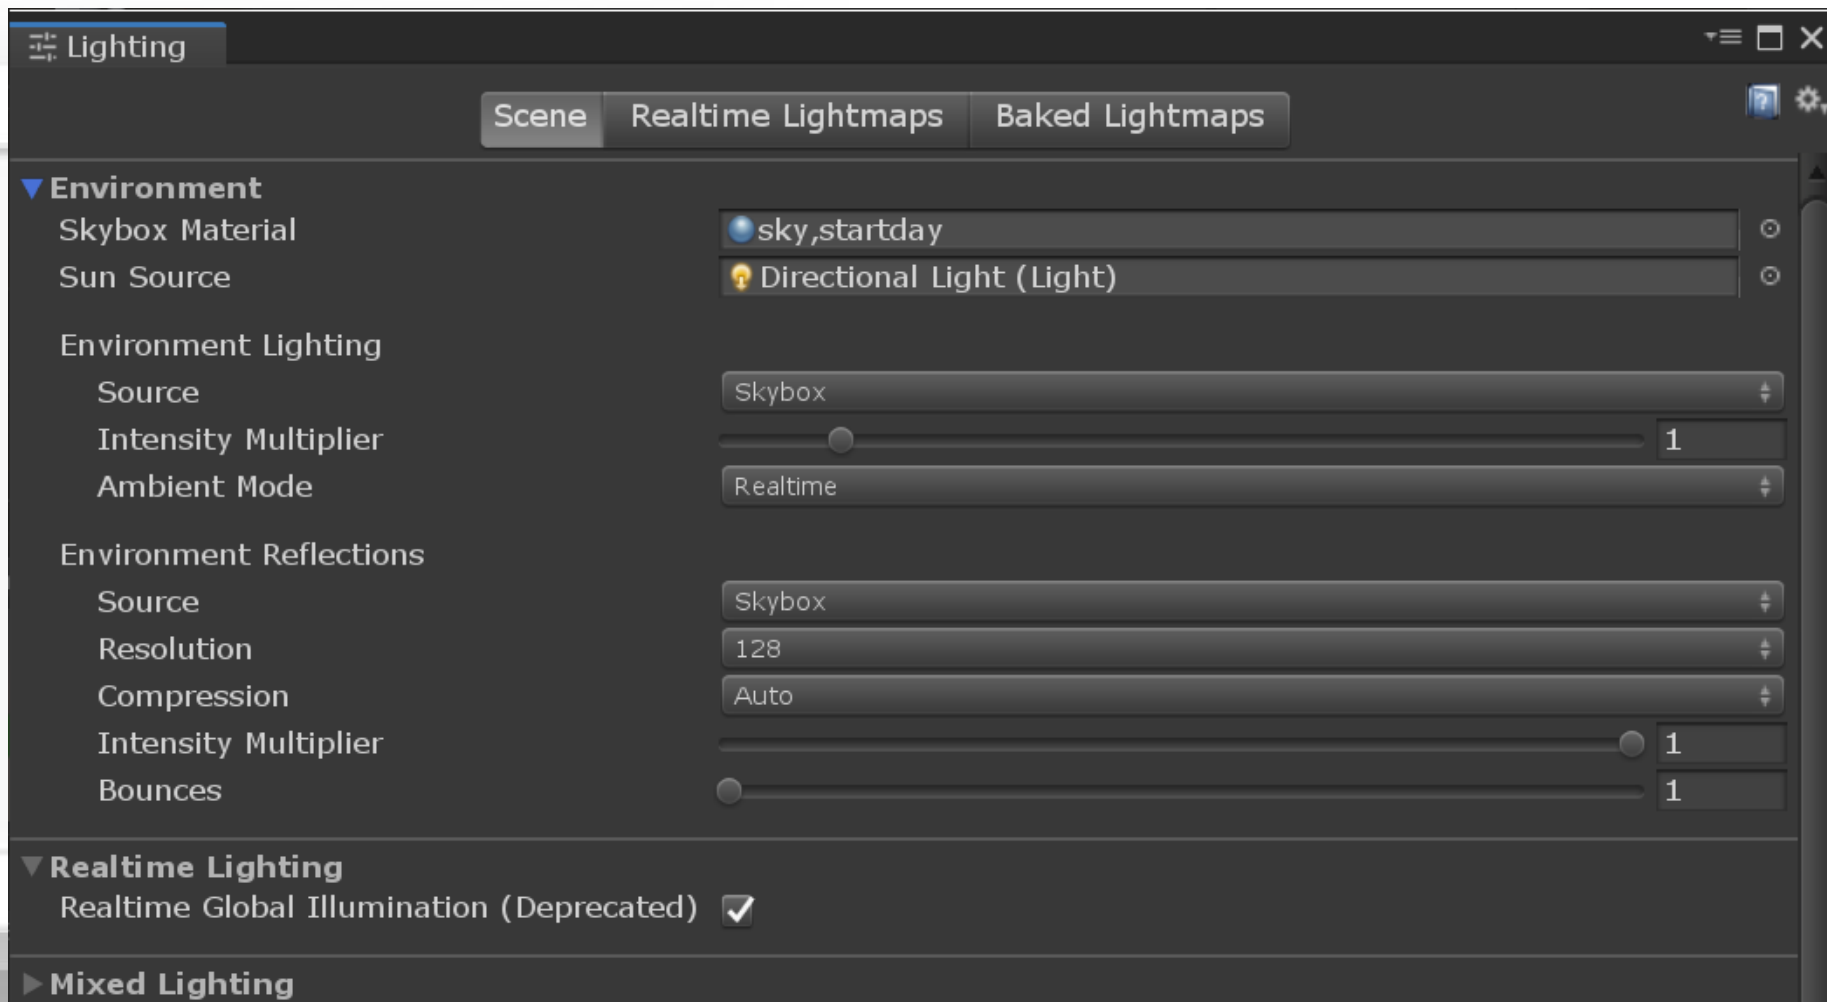 Lighting
Scene Realtime Lightmaps Baked Lightmaps
Environment
Skybox Material sky,startday
Sun Source Directional Light (Light)
Environment Lighting
Source Skybox
Intensity Multiplier 1
Ambient Mode Realtime
Environment Reflections
Source Skybox
Resolution 128
Compression Auto
Intensity Multiplier 1
Bounces 1
Realtime Lighting
Realtime Global Illumination (Deprecated)
Mixed Lighting